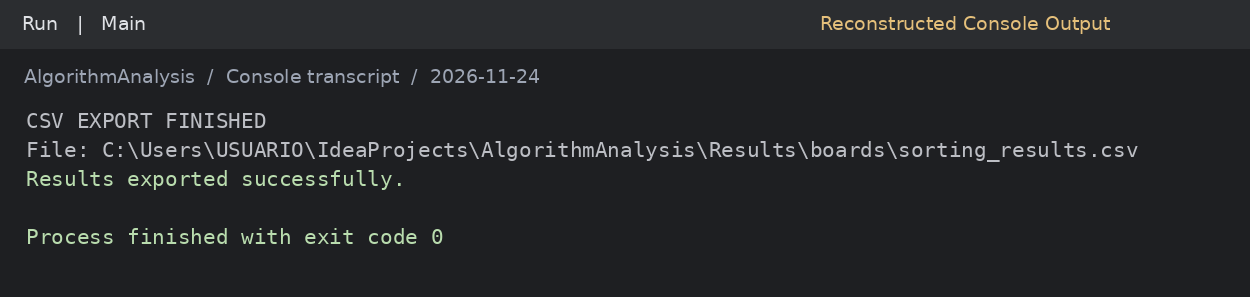 Run | Main
Reconstructed Console Output
AlgorithmAnalysis / Console transcript / 2026-11-24
CSV EXPORT FINISHED
File: C:\Users\USUARIO\IdeaProjects\AlgorithmAnalysis\Results\boards\sorting_results.csv
Results exported successfully.
Process finished with exit code 0